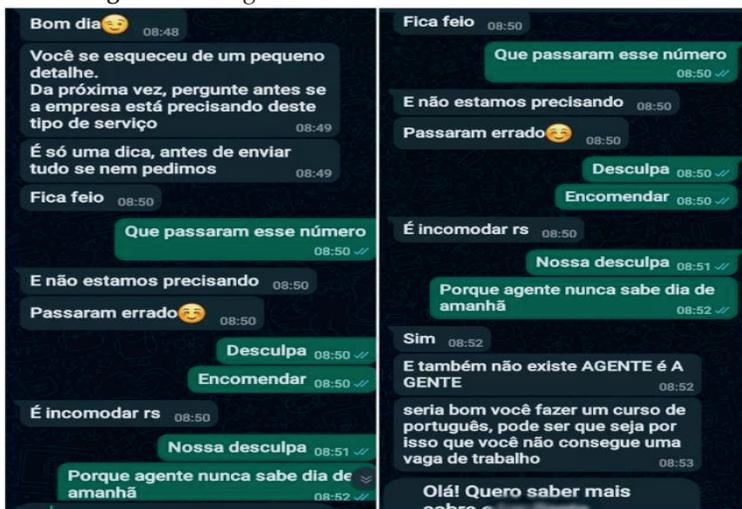 Bom dia☺️ 08:48
Você se esqueceu de um pequeno
detalhe.
Da próxima vez, pergunte antes se
a empresa está precisando deste
tipo de serviço 08:49
É só uma dica, antes de enviar
tudo se nem pedimos 08:49
Fica feio 08:50
Que passaram esse número
08:50
E não estamos precisando 08:50
Passaram errado☺️ 08:50
Desculpa 08:50
Encomendar 08:50
É incomodar rs 08:50
Nossa desculpa 08:51
Porque agente nunca sabe dia de
amanhã 08:52
Fica feio 08:50
Que passaram esse número
08:50
E não estamos precisando 08:50
Passaram errado☺️ 08:50
Desculpa 08:50
Encomendar 08:50
É incomodar rs 08:50
Nossa desculpa 08:51
Porque agente nunca sabe dia de
amanhã 08:52
Sim 08:52
E também não existe AGENTE é A
GENTE 08:52
seria bom você fazer um curso de
português, pode ser que seja por
isso que você não consegue uma
vaga de trabalho 08:53
Olá! Quero saber mais